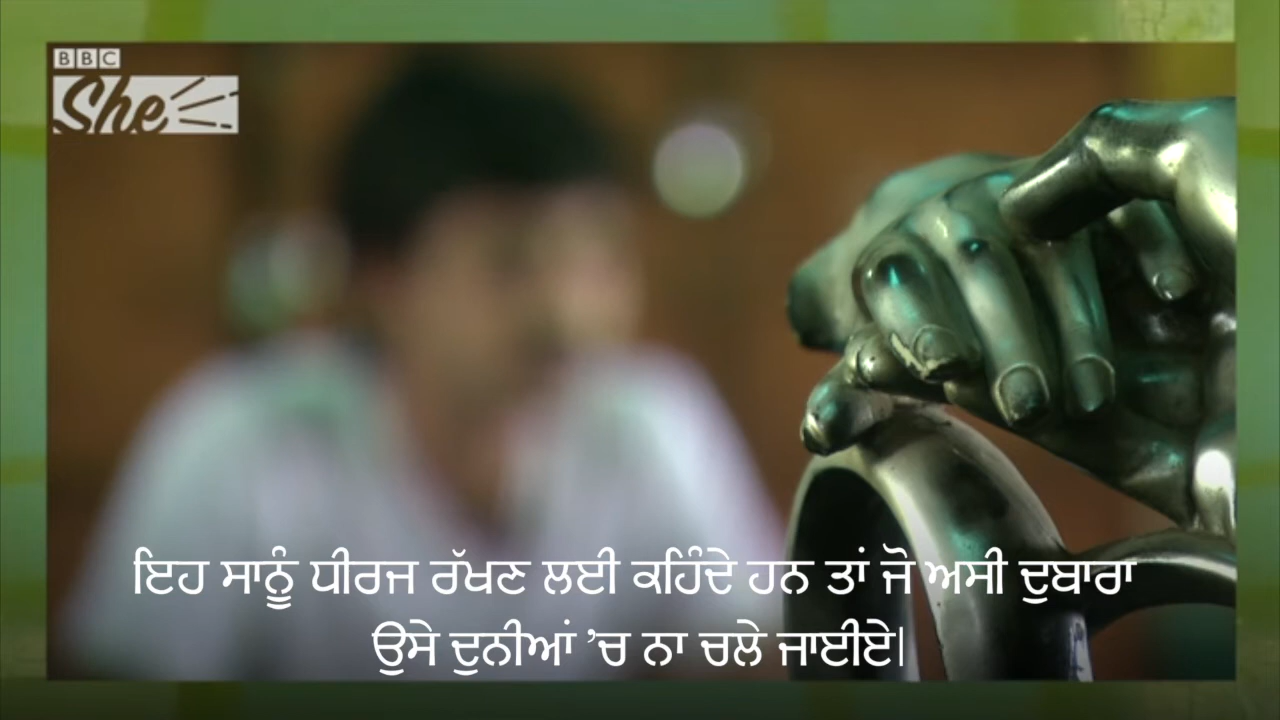 BBC
She
ਇਹ ਸਾਨੂੰ ਧੀਰਜ ਰੱਖਣ ਲਈ ਕਹਿੰਦੇ ਹਨ ਤਾਂ ਜੋ ਅਸੀ ਦੁਬਾਰਾ
ਉਸੇ ਦੁਨੀਆਂ ’ਚ ਨਾ ਚਲੇ ਜਾਈਏ|